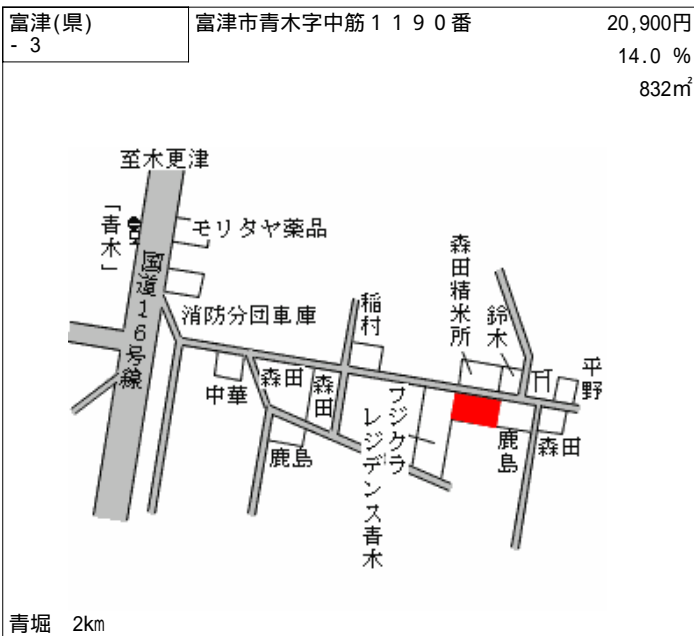 富津(県)
- 3
富津市青木字中筋1190番
20,900円
14.0 %
832㎡
至木更津
「青木」
国道16号線
モリタヤ薬品
消防分団車庫
中華
森田
森田
鹿島
稲村
フジクラ
レジデンス青木
森田精米所
鈴木
平野
鹿島
森田
青堀 2km